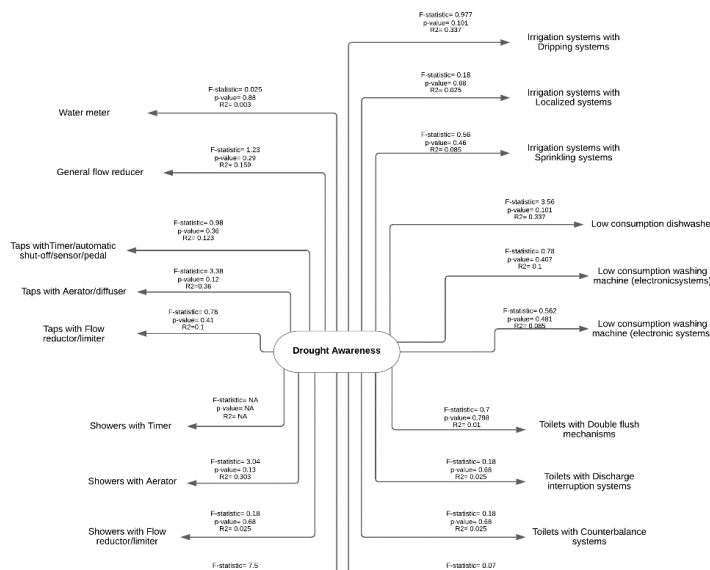 F-statistic= 0.977
p-value= 0.101
R2= 0.337
Irrigation systems with
Dripping systems
F-statistic= 0.18
p-value= 0.68
R2= 0.025
Irrigation systems with
Localized systems
F-statistic= 0.025
p-value= 0.88
R2= 0.003
Water meter
F-statistic= 0.56
p-value= 0.46
R2= 0.085
Irrigation systems with
Sprinkling systems
F-statistic= 1.23
p-value= 0.29
R2= 0.159
General flow reducer
F-statistic= 3.56
p-value= 0.101
R2= 0.337
Low consumption dishwashe
F-statistic= 0.98
p-value= 0.36
R2= 0.123
Taps withTimer/automatic
shut-off/sensor/pedal
F-statistic= 0.78
p-value= 0.407
R2= 0.1
Low consumption washing
machine (electronicsystems)
F-statistic= 3.38
p-value= 0.12
R2=0.36
Taps with Aerator/diffuser
F-statistic= 0.78
p-value= 0.41
R2=0.1
Taps with Flow
reductor/limiter
F-statistic= 0.562
p-value= 0.481
R2= 0.085
Low consumption washing
machine (electronic systems
Drought Awareness
F-statistic= NA
p-value= NA
R2= NA
Showers with Timer
F-statistic= 0.7
p-value= 0.798
R2= 0.01
Toilets with Double flush
mechanisms
F-statistic= 3.04
p-value= 0.13
R2= 0.303
Showers with Aerator
F-statistic= 0.18
p-value= 0.68
R2= 0.025
Toilets with Discharge
interruption systems
F-statistic= 0.18
p-value= 0.68
R2= 0.025
Showers with Flow
reductor/limiter
F-statistic= 0.18
p-value= 0.68
R2= 0.025
Toilets with Counterbalance
systems
F-statistic= 7.5
F-statistic= 0.07